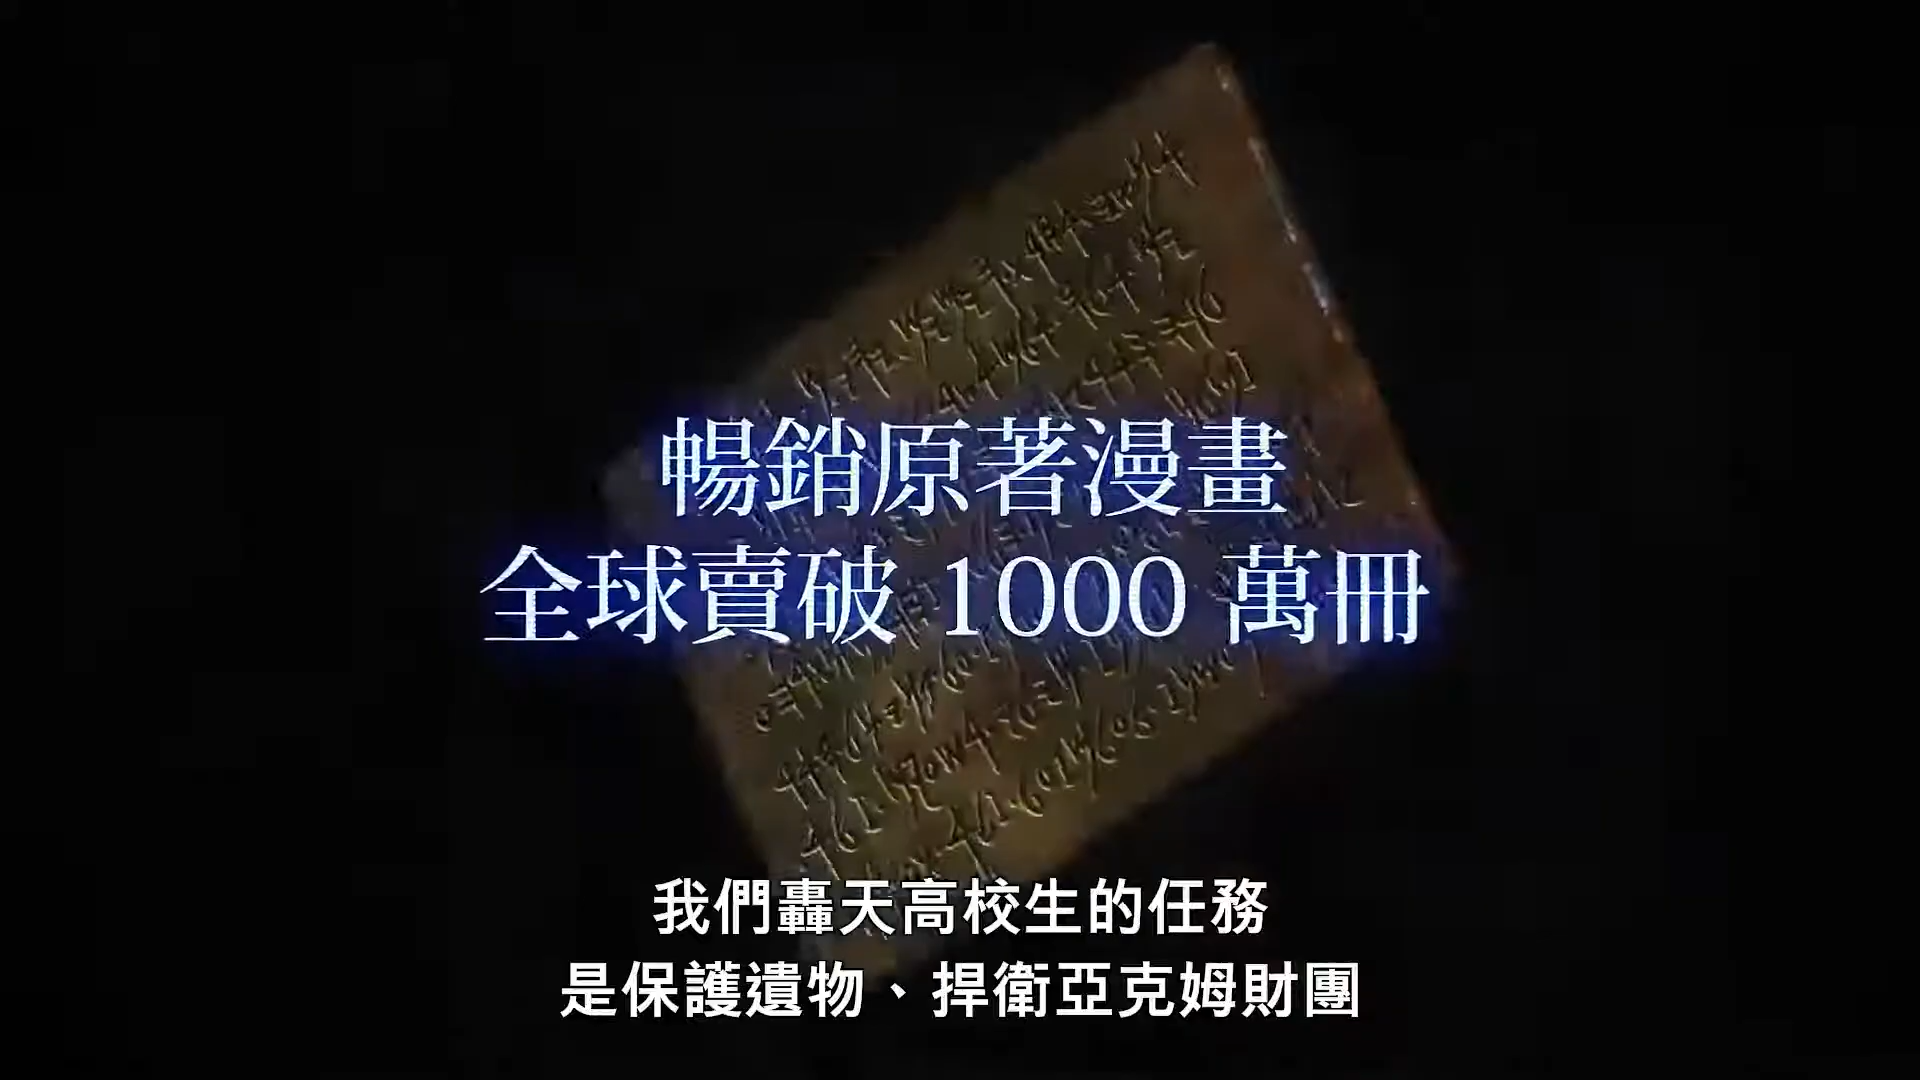 暢銷原著漫畫
全球賣破 1000 萬冊
我們轟天高校生的任務
是保護遺物、捍衛亞克姆財團